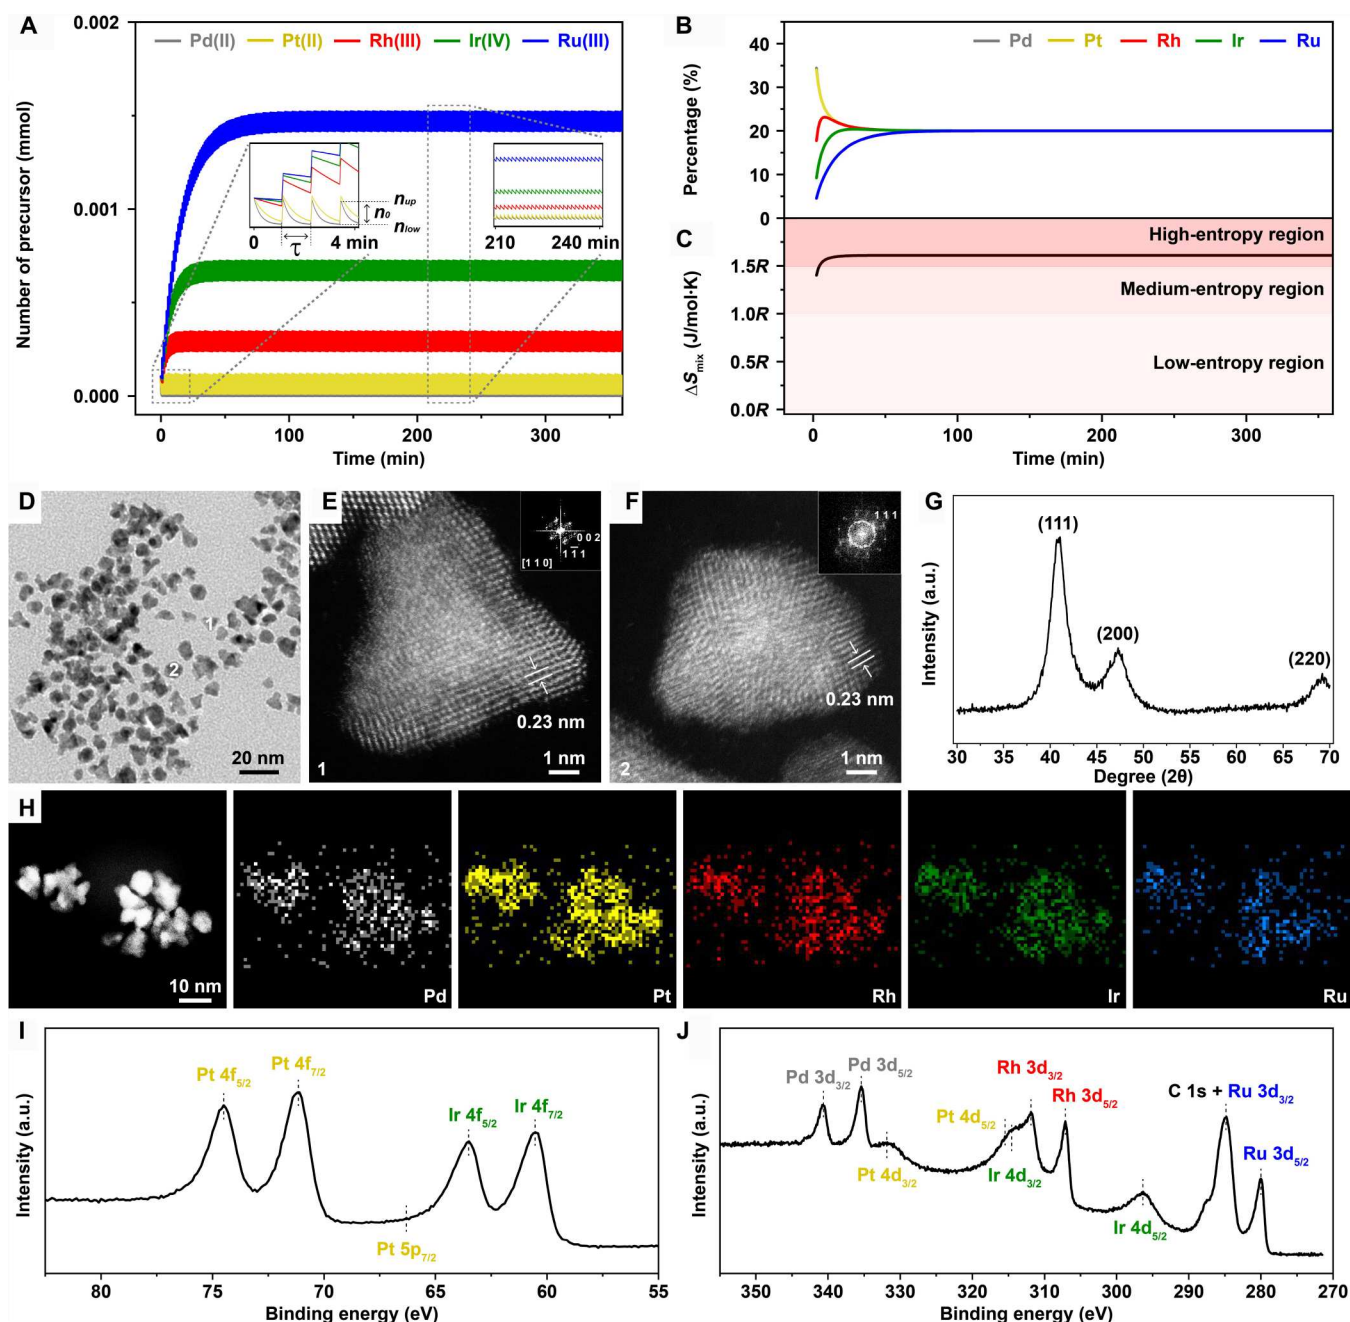 A
Pd(II) Pt(II) Rh(III) Ir(IV) Ru(III)
Number of precursor (mmol)
0.002
0.001
0.000
n_up
n_0
n_low
0 4 min
τ
210 240 min
0 100 200 300
Time (min)
B
Pd Pt Rh Ir Ru
Percentage (%)
40
30
20
10
0
C
ΔS_mix (J/mol·K)
High-entropy region
1.5R
Medium-entropy region
1.0R
0.5R
Low-entropy region
0.0R
0 100 200 300
Time (min)
D
1
2
20 nm
E
0 0 2
1 1̅ 1
[1 1 0]
0.23 nm
1
1 nm
F
1 1 1
0.23 nm
2
1 nm
G
(111)
(200)
(220)
Intensity (a.u.)
30 35 40 45 50 55 60 65 70
Degree (2θ)
H
10 nm
Pd
Pt
Rh
Ir
Ru
I
Pt 4f5/2
Pt 4f7/2
Ir 4f5/2
Ir 4f7/2
Pt 5p7/2
Intensity (a.u.)
80 75 70 65 60 55
Binding energy (eV)
J
Pd 3d3/2
Pd 3d5/2
Pt 4d3/2
Pt 4d5/2
Ir 4d3/2
Rh 3d3/2
Rh 3d5/2
Ir 4d5/2
C 1s + Ru 3d3/2
Ru 3d5/2
Intensity (a.u.)
350 340 330 320 310 300 290 280 270
Binding energy (eV)